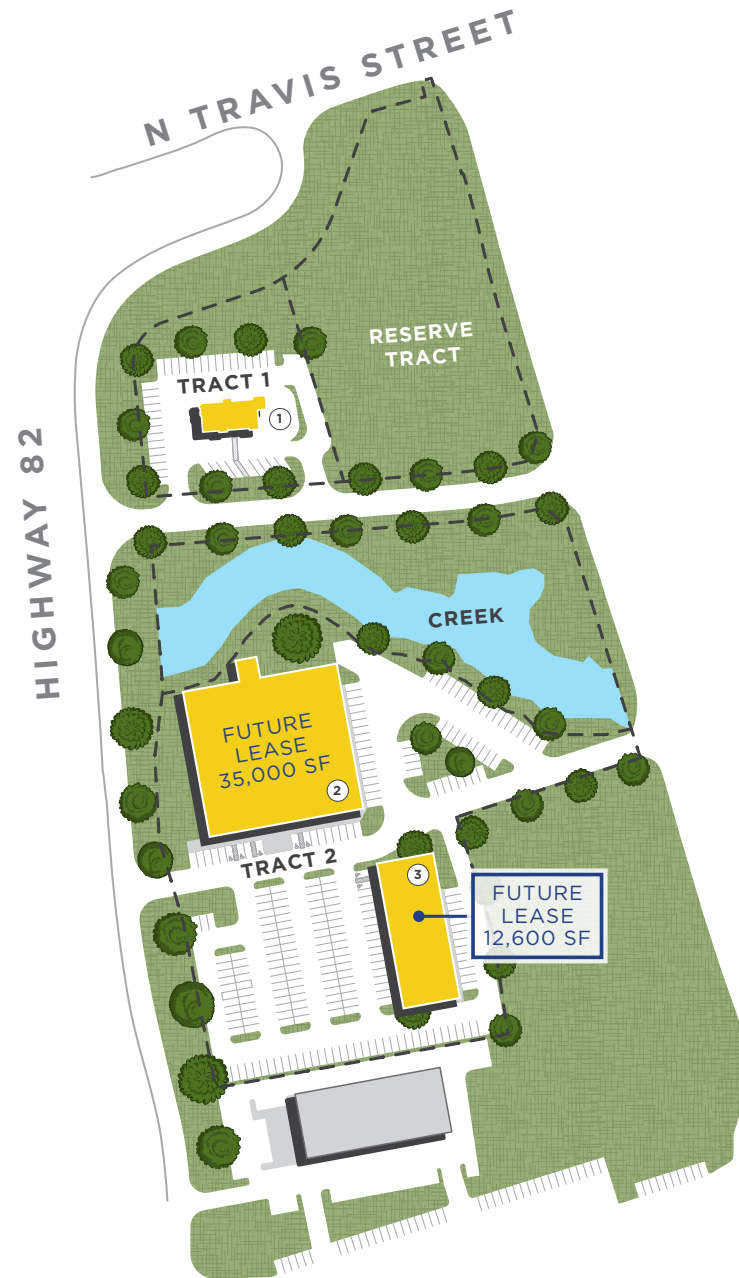 N TRAVIS STREET
RESERVE
TRACT
TRACT 1
1
HIGHWAY 82
CREEK
FUTURE
LEASE
35,000 SF
2
TRACT 2
3
FUTURE
LEASE
12,600 SF